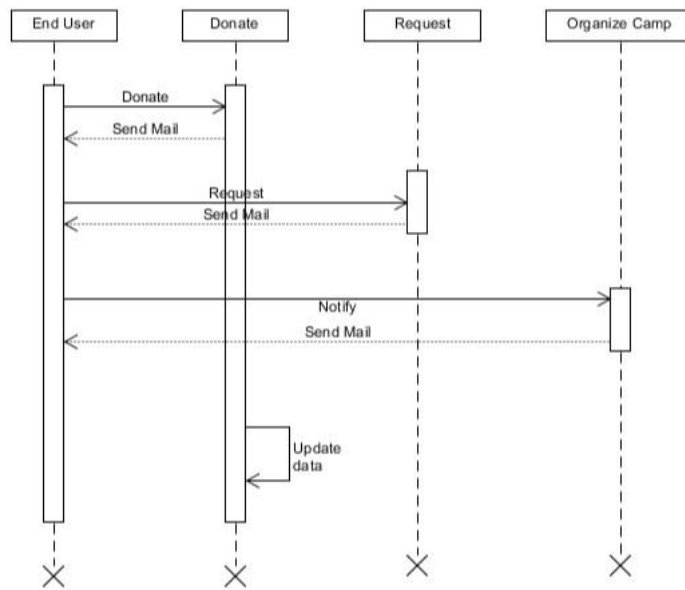 End User
Donate
Request
Organize Camp
Donate
Send Mail
Request
Send Mail
Notify
Send Mail
Update
data